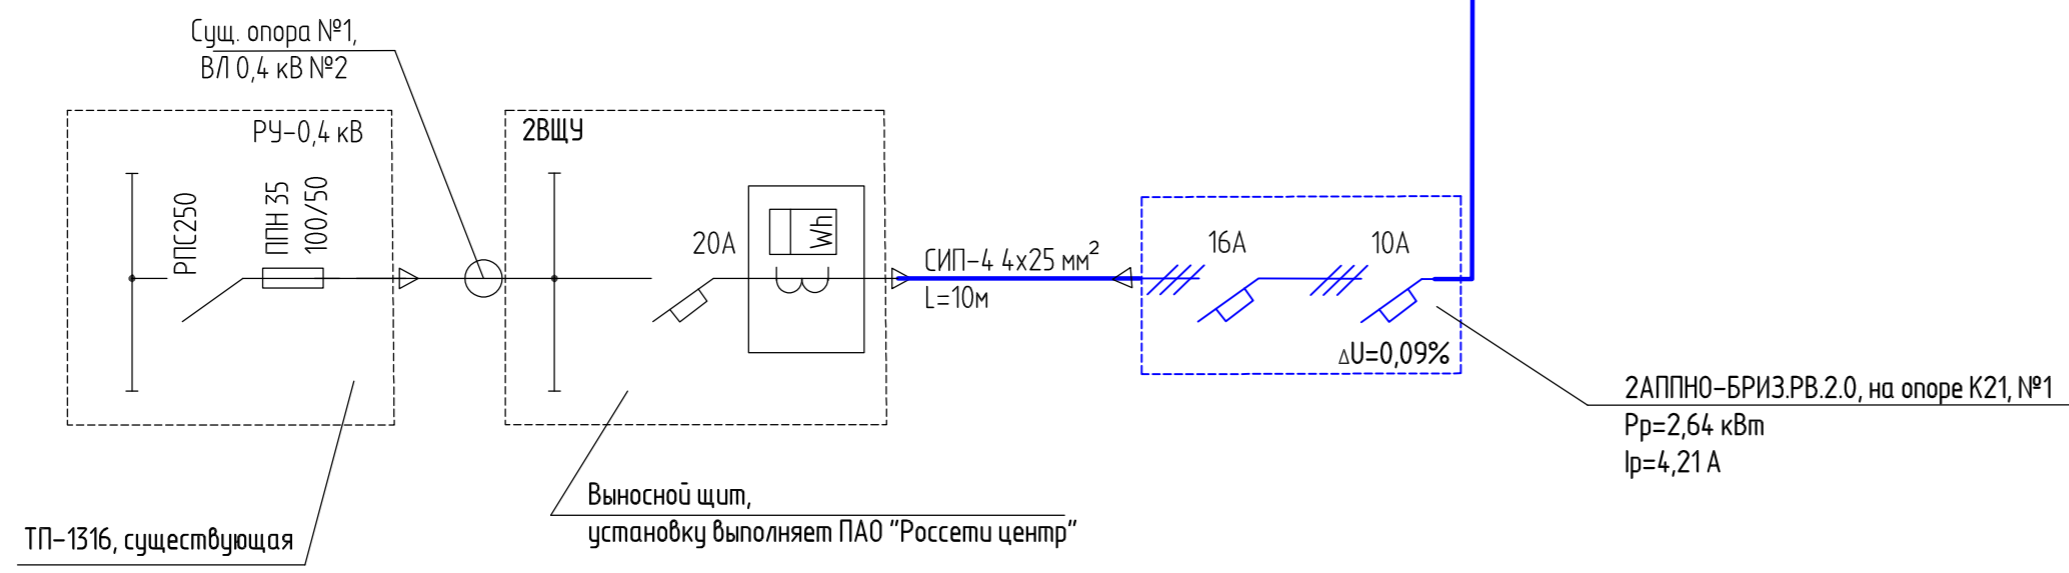 Сущ. опора №1,
ВЛ 0,4 кВ №2
РУ-0,4 кВ
РПС250
ППН 35
100/50
2ВЩУ
20А
Wh
СИП-4 4х25 мм²
L=10м
16А
10А
ΔU=0,09%
2АППНО-БРИЗ.РВ.2.0, на опоре К21, №1
Рр=2,64 кВт
Iр=4,21 А
Выносной щит,
установку выполняет ПАО "Россети центр"
ТП-1316, существующая